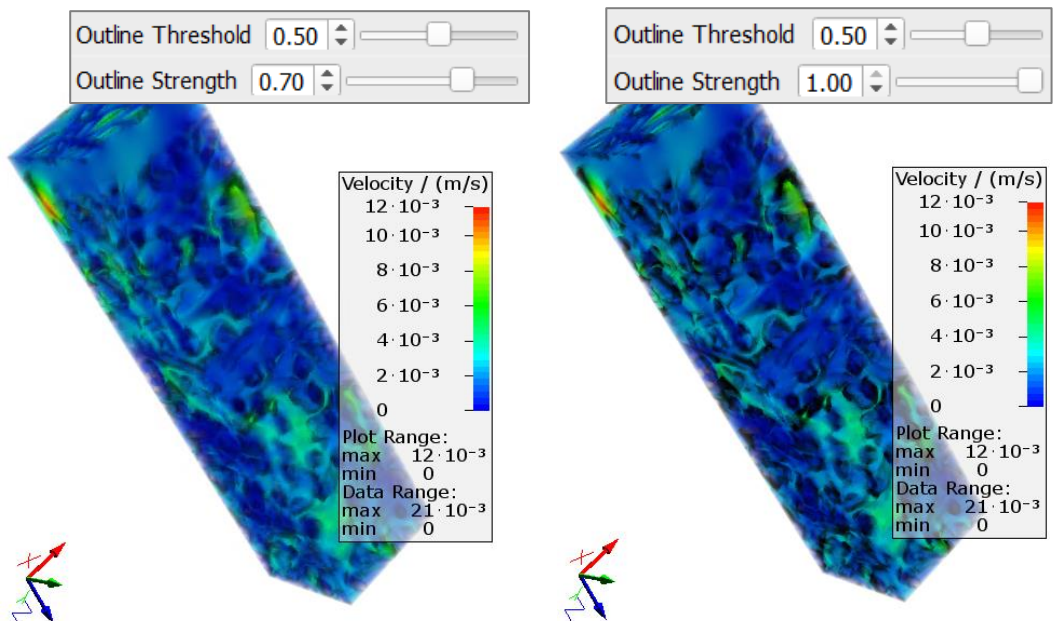 Outline Threshold 0.50
Outline Strength 0.70
Velocity / (m/s)
12·10⁻³
10·10⁻³
8·10⁻³
6·10⁻³
4·10⁻³
2·10⁻³
0
Plot Range:
max 12·10⁻³
min 0
Data Range:
max 21·10⁻³
min 0
X
Y
Z
Outline Threshold 0.50
Outline Strength 1.00
Velocity / (m/s)
12·10⁻³
10·10⁻³
8·10⁻³
6·10⁻³
4·10⁻³
2·10⁻³
0
Plot Range:
max 12·10⁻³
min 0
Data Range:
max 21·10⁻³
min 0
X
Y
Z